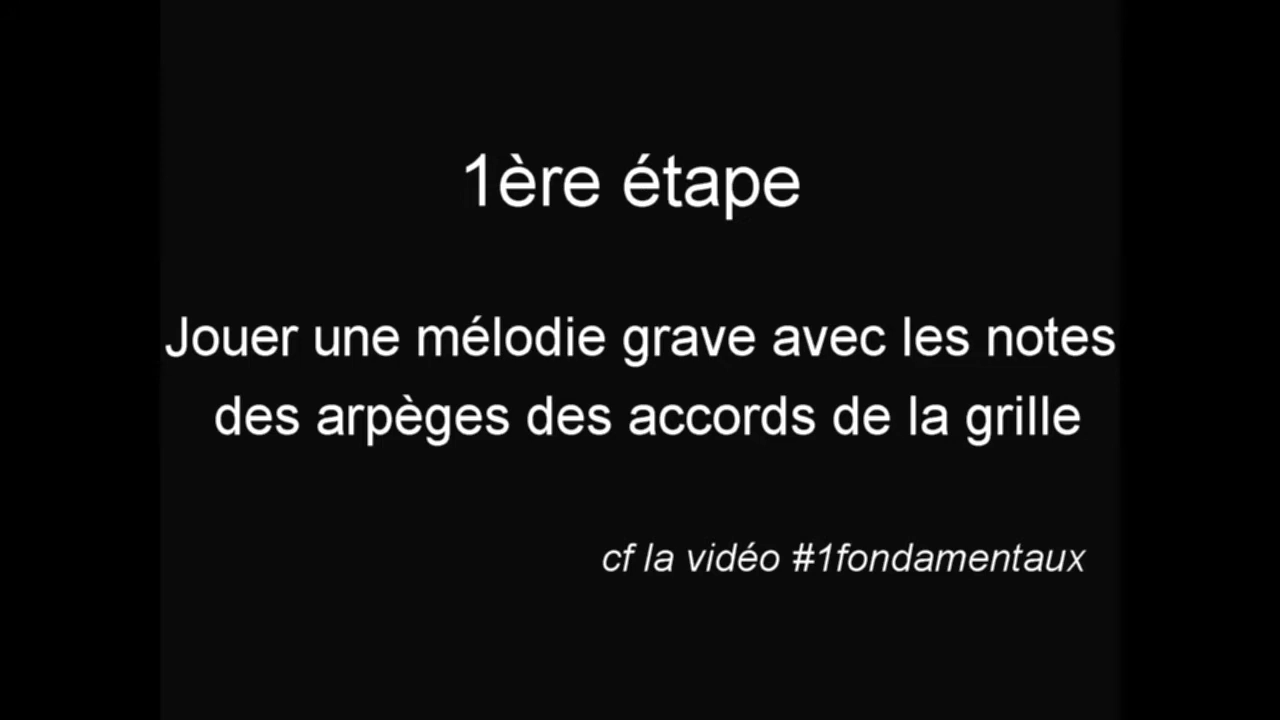 1ère étape
Jouer une mélodie grave avec les notes
des arpèges des accords de la grille
cf la vidéo #1fondamentaux